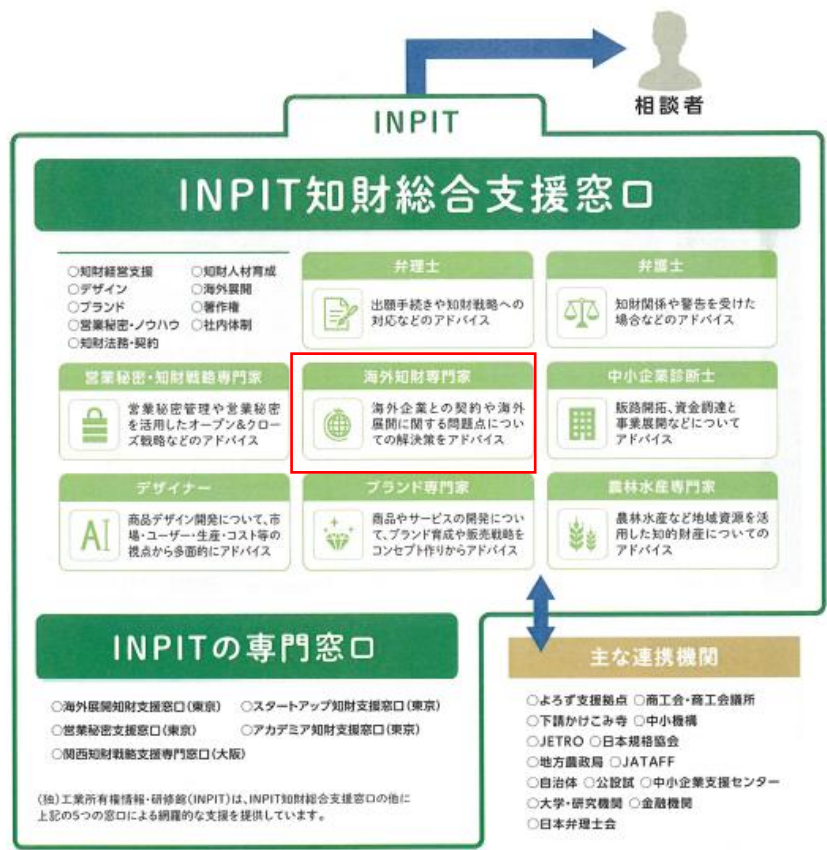 相談者
INPIT
INPIT知財総合支援窓口
○知財経営支援 ○知財人材育成
○デザイン ○海外展開
○ブランド ○著作権
○営業秘密・ノウハウ ○社内体制
○知財法務・契約
弁理士
出願手続きや知財戦略への
対応などのアドバイス
弁護士
知財関係や警告を受けた
場合などのアドバイス
営業秘密・知財戦略専門家
営業秘密管理や営業秘密
を活用したオープン&クロー
ズ戦略などのアドバイス
海外知財専門家
海外企業との契約や海外
展開に関する問題点につい
ての解決策をアドバイス
中小企業診断士
販路開拓、資金調達と
事業展開などについて
アドバイス
デザイナー
商品デザイン開発について、市
場・ユーザー・生産・コスト等の
視点から多面的にアドバイス
ブランド専門家
商品やサービスの開発につい
て、ブランド育成や販売戦略を
コンセプト作りからアドバイス
農林水産専門家
農林水産など地域資源を活
用した知的財産についての
アドバイス
INPITの専門窓口
○海外展開知財支援窓口(東京) ○スタートアップ知財支援窓口(東京)
○営業秘密支援窓口(東京) ○アカデミア知財支援窓口(東京)
○関西知財戦略支援専門窓口(大阪)
(独)工業所有権情報・研修館(INPIT)は、INPIT知財総合支援窓口の他に
上記の5つの窓口による網羅的な支援を提供しています。
主な連携機関
○よろず支援拠点 ○商工会・商工会議所
○下請かけこみ寺 ○中小機構
○JETRO ○日本規格協会
○地方農政局 ○JATAFF
○自治体 ○公設試 ○中小企業支援センター
○大学・研究機関 ○金融機関
○日本弁理士会